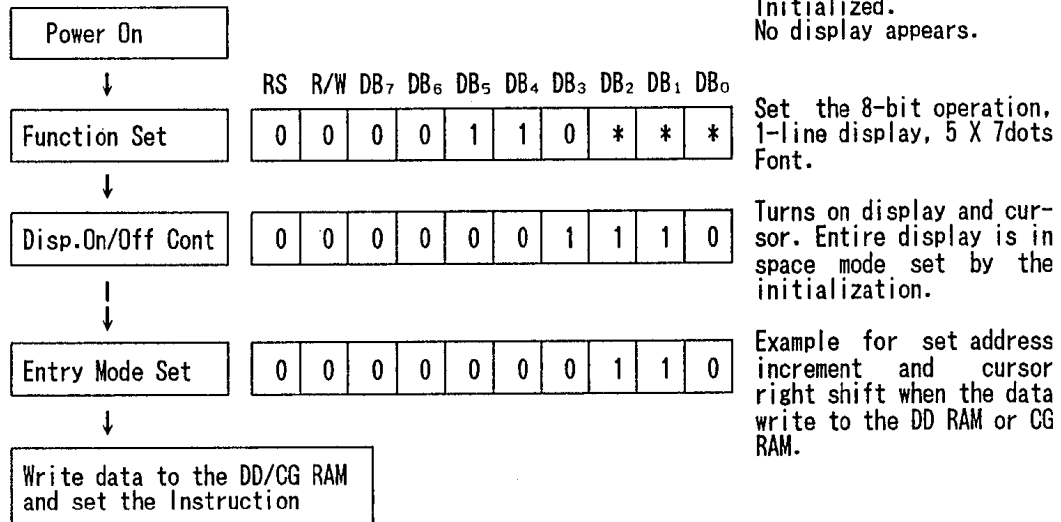 Initialized.
No display appears.
Power On
RS R/W DB₇ DB₆ DB₅ DB₄ DB₃ DB₂ DB₁ DB₀
Function Set
0 0 0 0 1 1 0 * * *
Set the 8-bit operation,
1-line display, 5 X 7dots
Font.
Disp.On/Off Cont
0 0 0 0 0 0 1 1 1 0
Turns on display and cur-
sor. Entire display is in
space mode set by the
initialization.
Entry Mode Set
0 0 0 0 0 0 0 1 1 0
Example for set address
increment and cursor
right shift when the data
write to the DD RAM or CG
RAM.
Write data to the DD/CG RAM
and set the Instruction